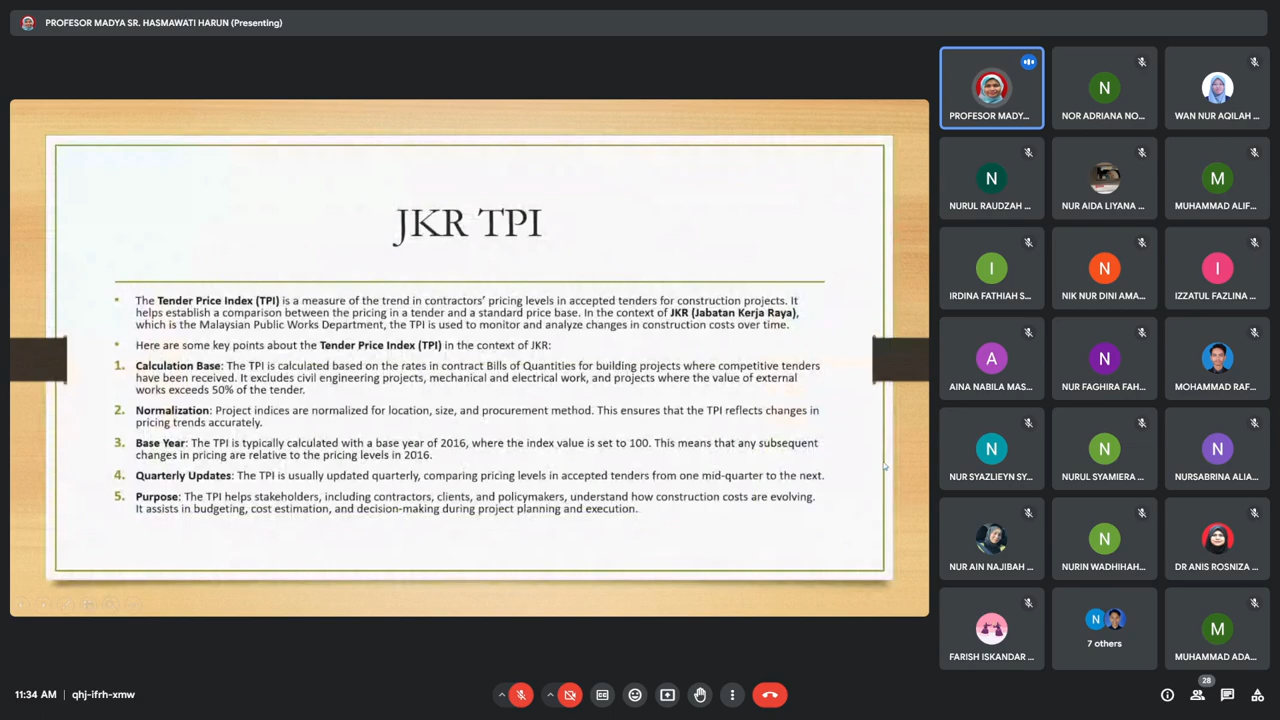 PROFESOR MADYA SR. HASMAWATI HARUN (Presenting)
JKR TPI
The Tender Price Index (TPI) is a measure of the trend in contractors' pricing levels in accepted tenders for construction projects. It
helps establish a comparison between the pricing in a tender and a standard price base. In the context of JKR (Jabatan Kerja Raya),
which is the Malaysian Public Works Department, the TPI is used to monitor and analyze changes in construction costs over time.
Here are some key points about the Tender Price Index (TPI) in the context of JKR:
1. Calculation Base: The TPI is calculated based on the rates in contract Bills of Quantities for building projects where competitive tenders
have been received. It excludes civil engineering projects, mechanical and electrical work, and projects where the value of external
works exceeds 50% of the tender.
2. Normalization: Project indices are normalized for location, size, and procurement method. This ensures that the TPI reflects changes in
pricing trends accurately.
3. Base Year: The TPI is typically calculated with a base year of 2016, where the index value is set to 100. This means that any subsequent
changes in pricing are relative to the pricing levels in 2016.
4. Quarterly Updates: The TPI is usually updated quarterly, comparing pricing levels in accepted tenders from one mid-quarter to the next.
5. Purpose: The TPI helps stakeholders, including contractors, clients, and policymakers, understand how construction costs are evolving.
It assists in budgeting, cost estimation, and decision-making during project planning and execution.
PROFESOR MADY...
N
NOR ADRIANA NO...
WAN NUR AQILAH ...
N
NURUL RAUDZAH ...
NUR AIDA LIYANA ...
M
MUHAMMAD ALIF...
I
IRDINA FATHIAH S...
N
NIK NUR DINI AMA...
I
IZZATUL FAZLINA ...
A
AINA NABILA MAS...
N
NUR FAGHIRA FAH...
MOHAMMAD RAF...
N
NUR SYAZLIEYN SY...
N
NURUL SYAMIERA ...
N
NURSABRINA ALIA...
NUR AIN NAJIBAH ...
N
NURIN WADHIHAH...
DR ANIS ROSNIZA ...
FARISH ISKANDAR ...
N
7 others
M
MUHAMMAD ADA...
11:34 AM | qhj-ifrh-xmw
CC
28